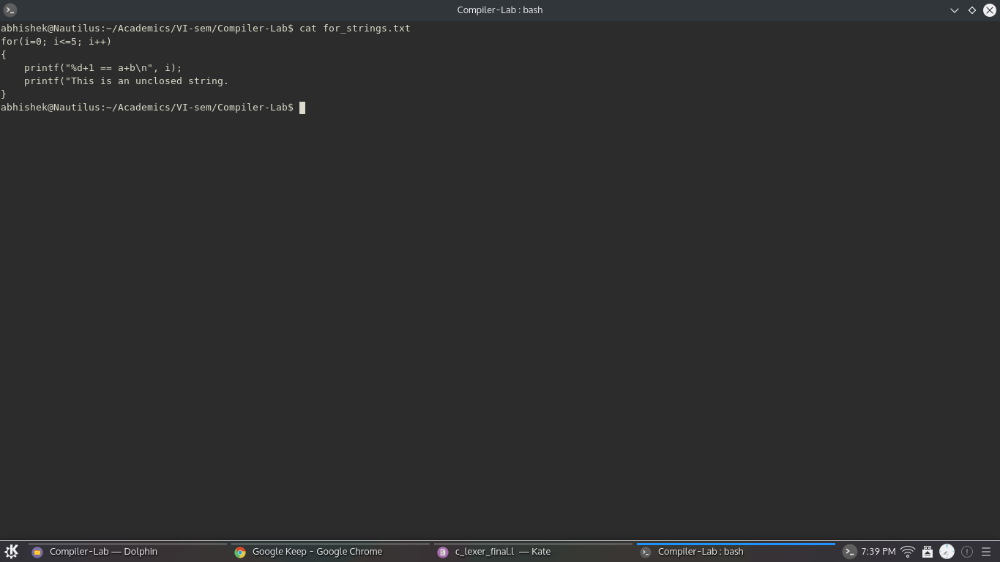 Compiler-Lab : bash
abhishek@Nautilus:~/Academics/VI-sem/Compiler-Lab$ cat for_strings.txt
for(i=0; i<=5; i++)
{
    printf("%d+1 == a+b\n", i);
    printf("This is an unclosed string.
}
abhishek@Nautilus:~/Academics/VI-sem/Compiler-Lab$
Compiler-Lab — Dolphin
Google Keep - Google Chrome
c_lexer_final.l — Kate
Compiler-Lab : bash
7:39 PM